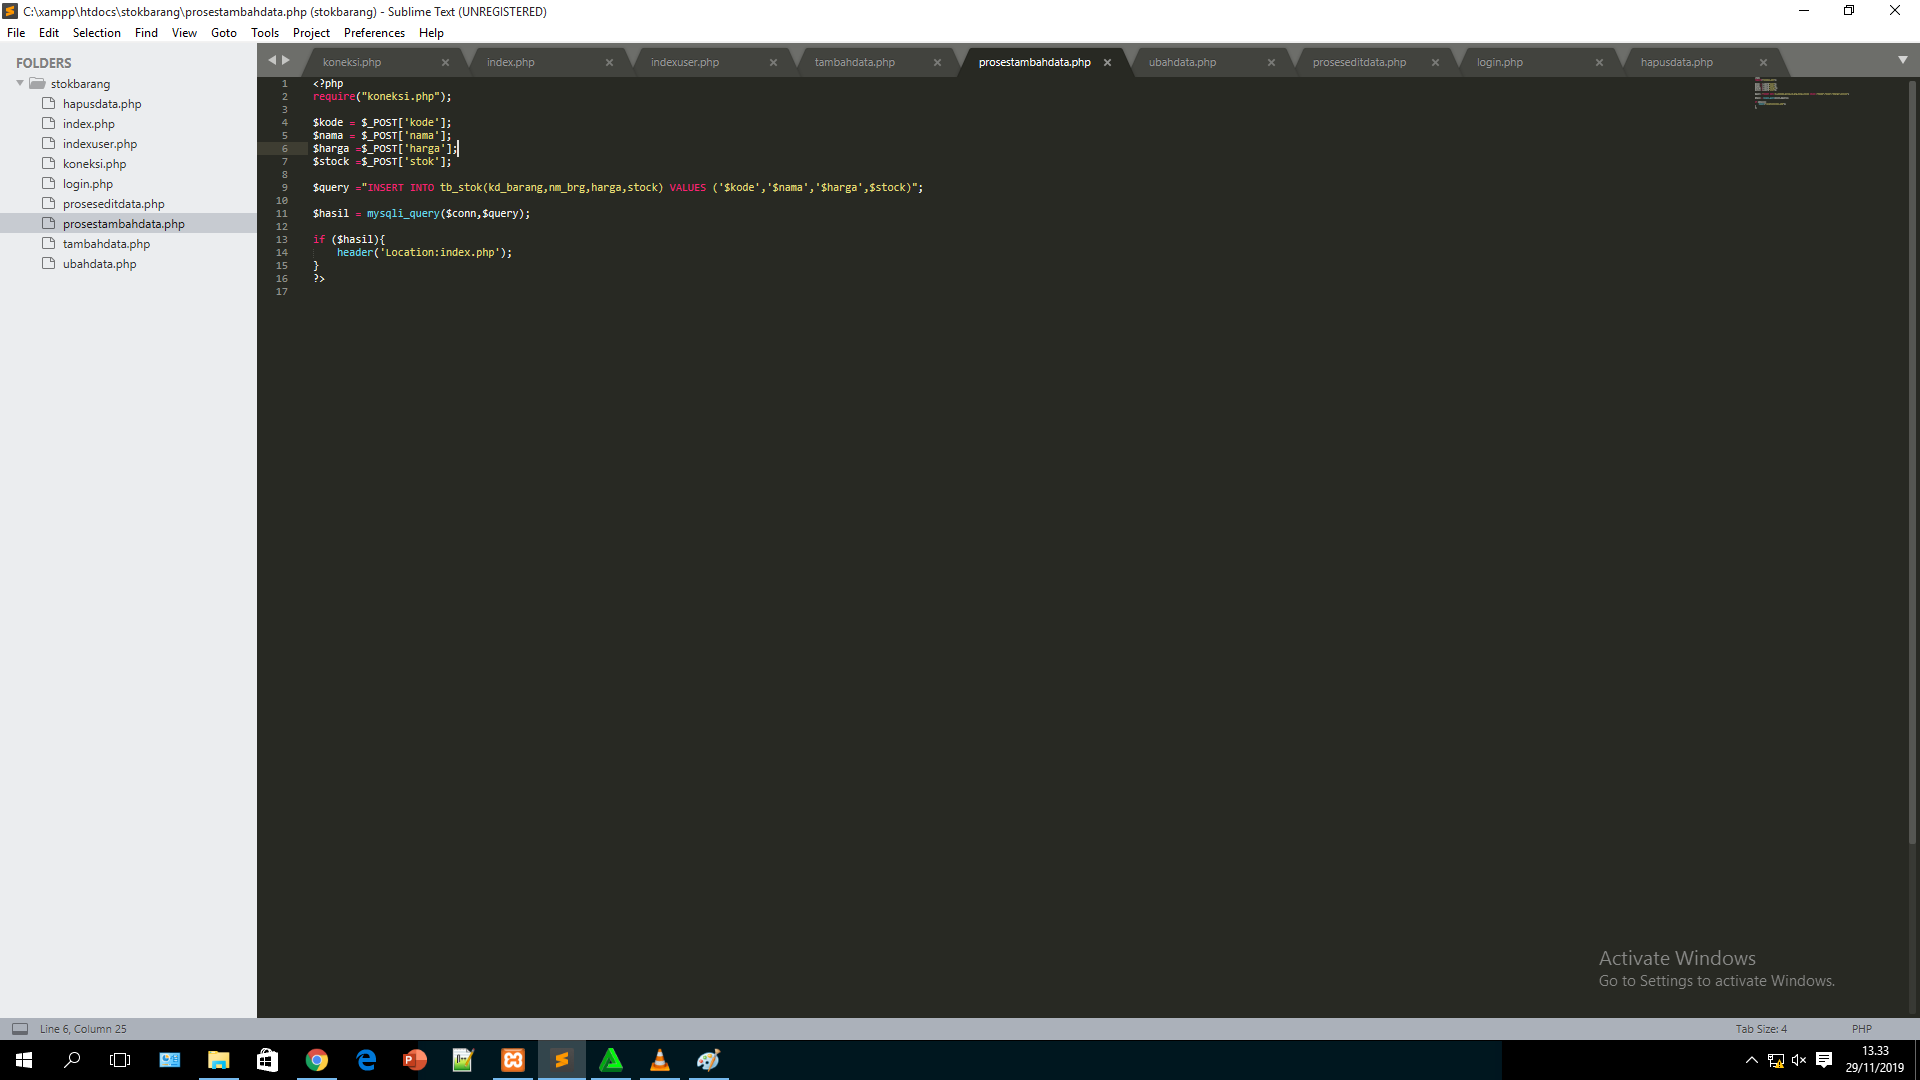 C:\xampp\htdocs\stokbarang\prosestambahdata.php (stokbarang) - Sublime Text (UNREGISTERED)
File Edit Selection Find View Goto Tools Project Preferences Help
FOLDERS
stokbarang
hapusdata.php
index.php
indexuser.php
koneksi.php
login.php
proseseditdata.php
prosestambahdata.php
tambahdata.php
ubahdata.php
koneksi.php index.php indexuser.php tambahdata.php prosestambahdata.php ubahdata.php proseseditdata.php login.php hapusdata.php
1 <?php
2 require("koneksi.php");
3
4 $kode = $_POST['kode'];
5 $nama = $_POST['nama'];
6 $harga =$_POST['harga'];
7 $stock =$_POST['stok'];
8
9 $query ="INSERT INTO tb_stok(kd_barang,nm_brg,harga,stock) VALUES ('$kode','$nama','$harga',$stock)";
10
11 $hasil = mysqli_query($conn,$query);
12
13 if ($hasil){
14     header('Location:index.php');
15 }
16 ?>
17
Activate Windows
Go to Settings to activate Windows.
Line 6, Column 25 Tab Size: 4 PHP
13.33
29/11/2019